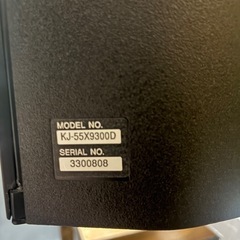 MODEL NO.
KJ-55X9300D
SERIAL NO.
3300808